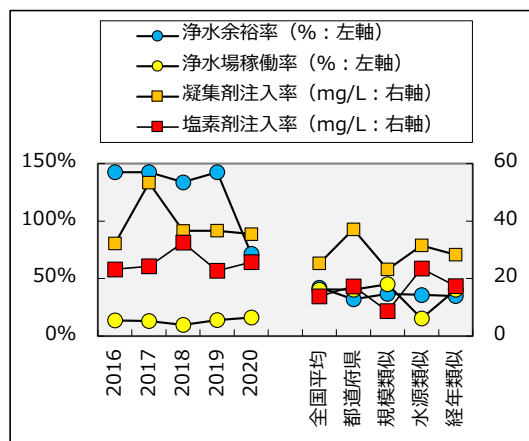 浄水余裕率（%：左軸）
浄水場稼働率（%：左軸）
凝集剤注入率（mg/L：右軸）
塩素剤注入率（mg/L：右軸）
150%
100%
50%
0%
60
40
20
0
2016
2017
2018
2019
2020
全国平均
都道府県
規模類似
水源類似
経年類似